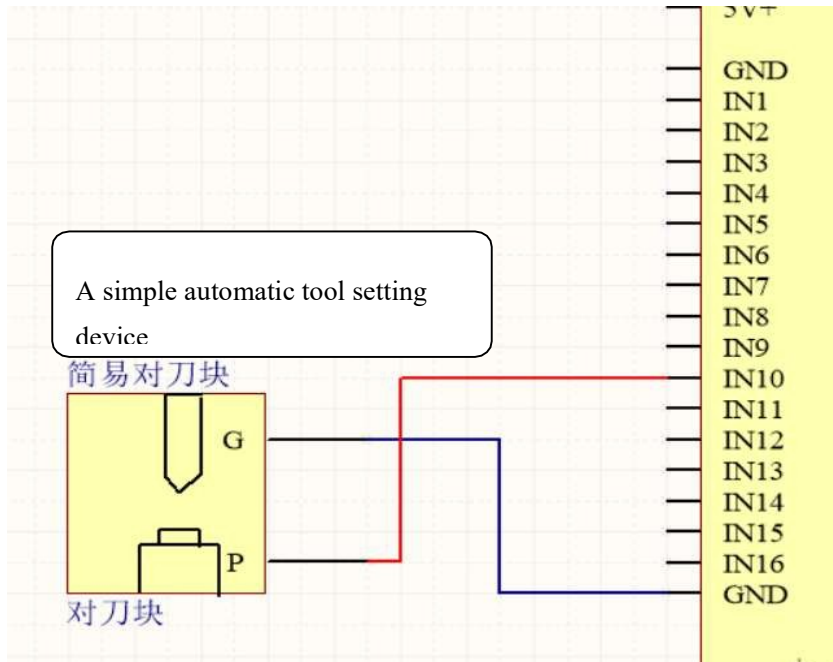 5V+
GND
IN1
IN2
IN3
IN4
IN5
IN6
IN7
IN8
IN9
IN10
IN11
IN12
IN13
IN14
IN15
IN16
GND
A simple automatic tool setting
device
简易对刀块
G
P
对刀块